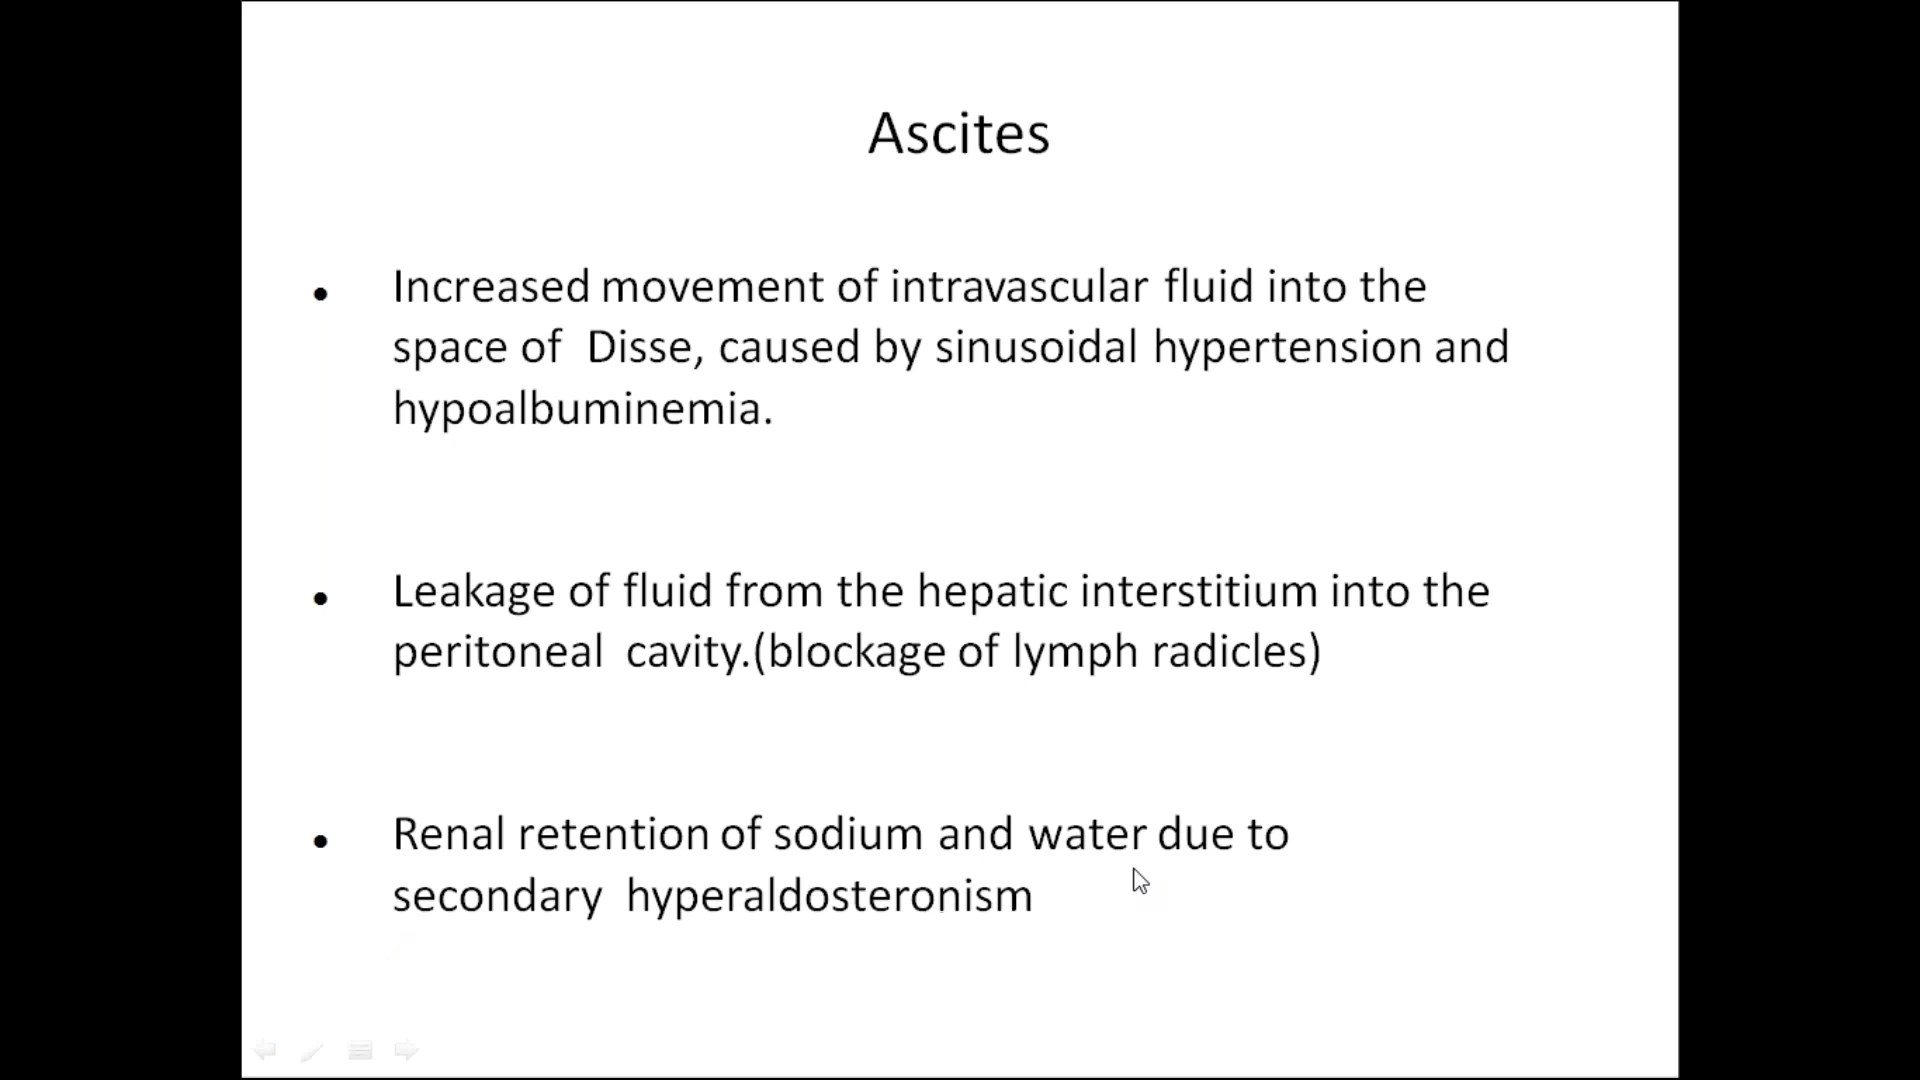 Ascites
• Increased movement of intravascular fluid into the
space of Disse, caused by sinusoidal hypertension and
hypoalbuminemia.
• Leakage of fluid from the hepatic interstitium into the
peritoneal cavity.(blockage of lymph radicles)
• Renal retention of sodium and water due to
secondary hyperaldosteronism